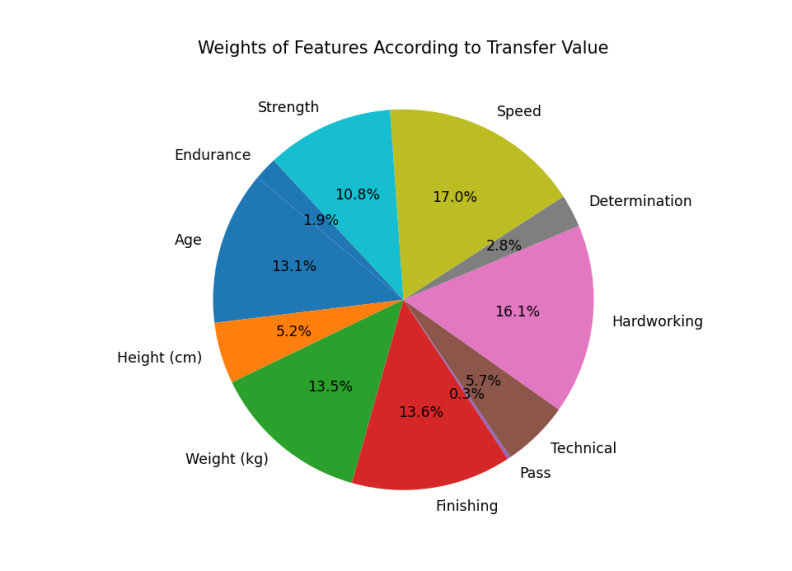 Weights of Features According to Transfer Value
Strength
Speed
Endurance
Determination
10.8%
17.0%
1.9%
Age
2.8%
13.1%
16.1%
Hardworking
5.2%
Height (cm)
13.5%
5.7%
0.3%
13.6%
Technical
Weight (kg)
Pass
Finishing